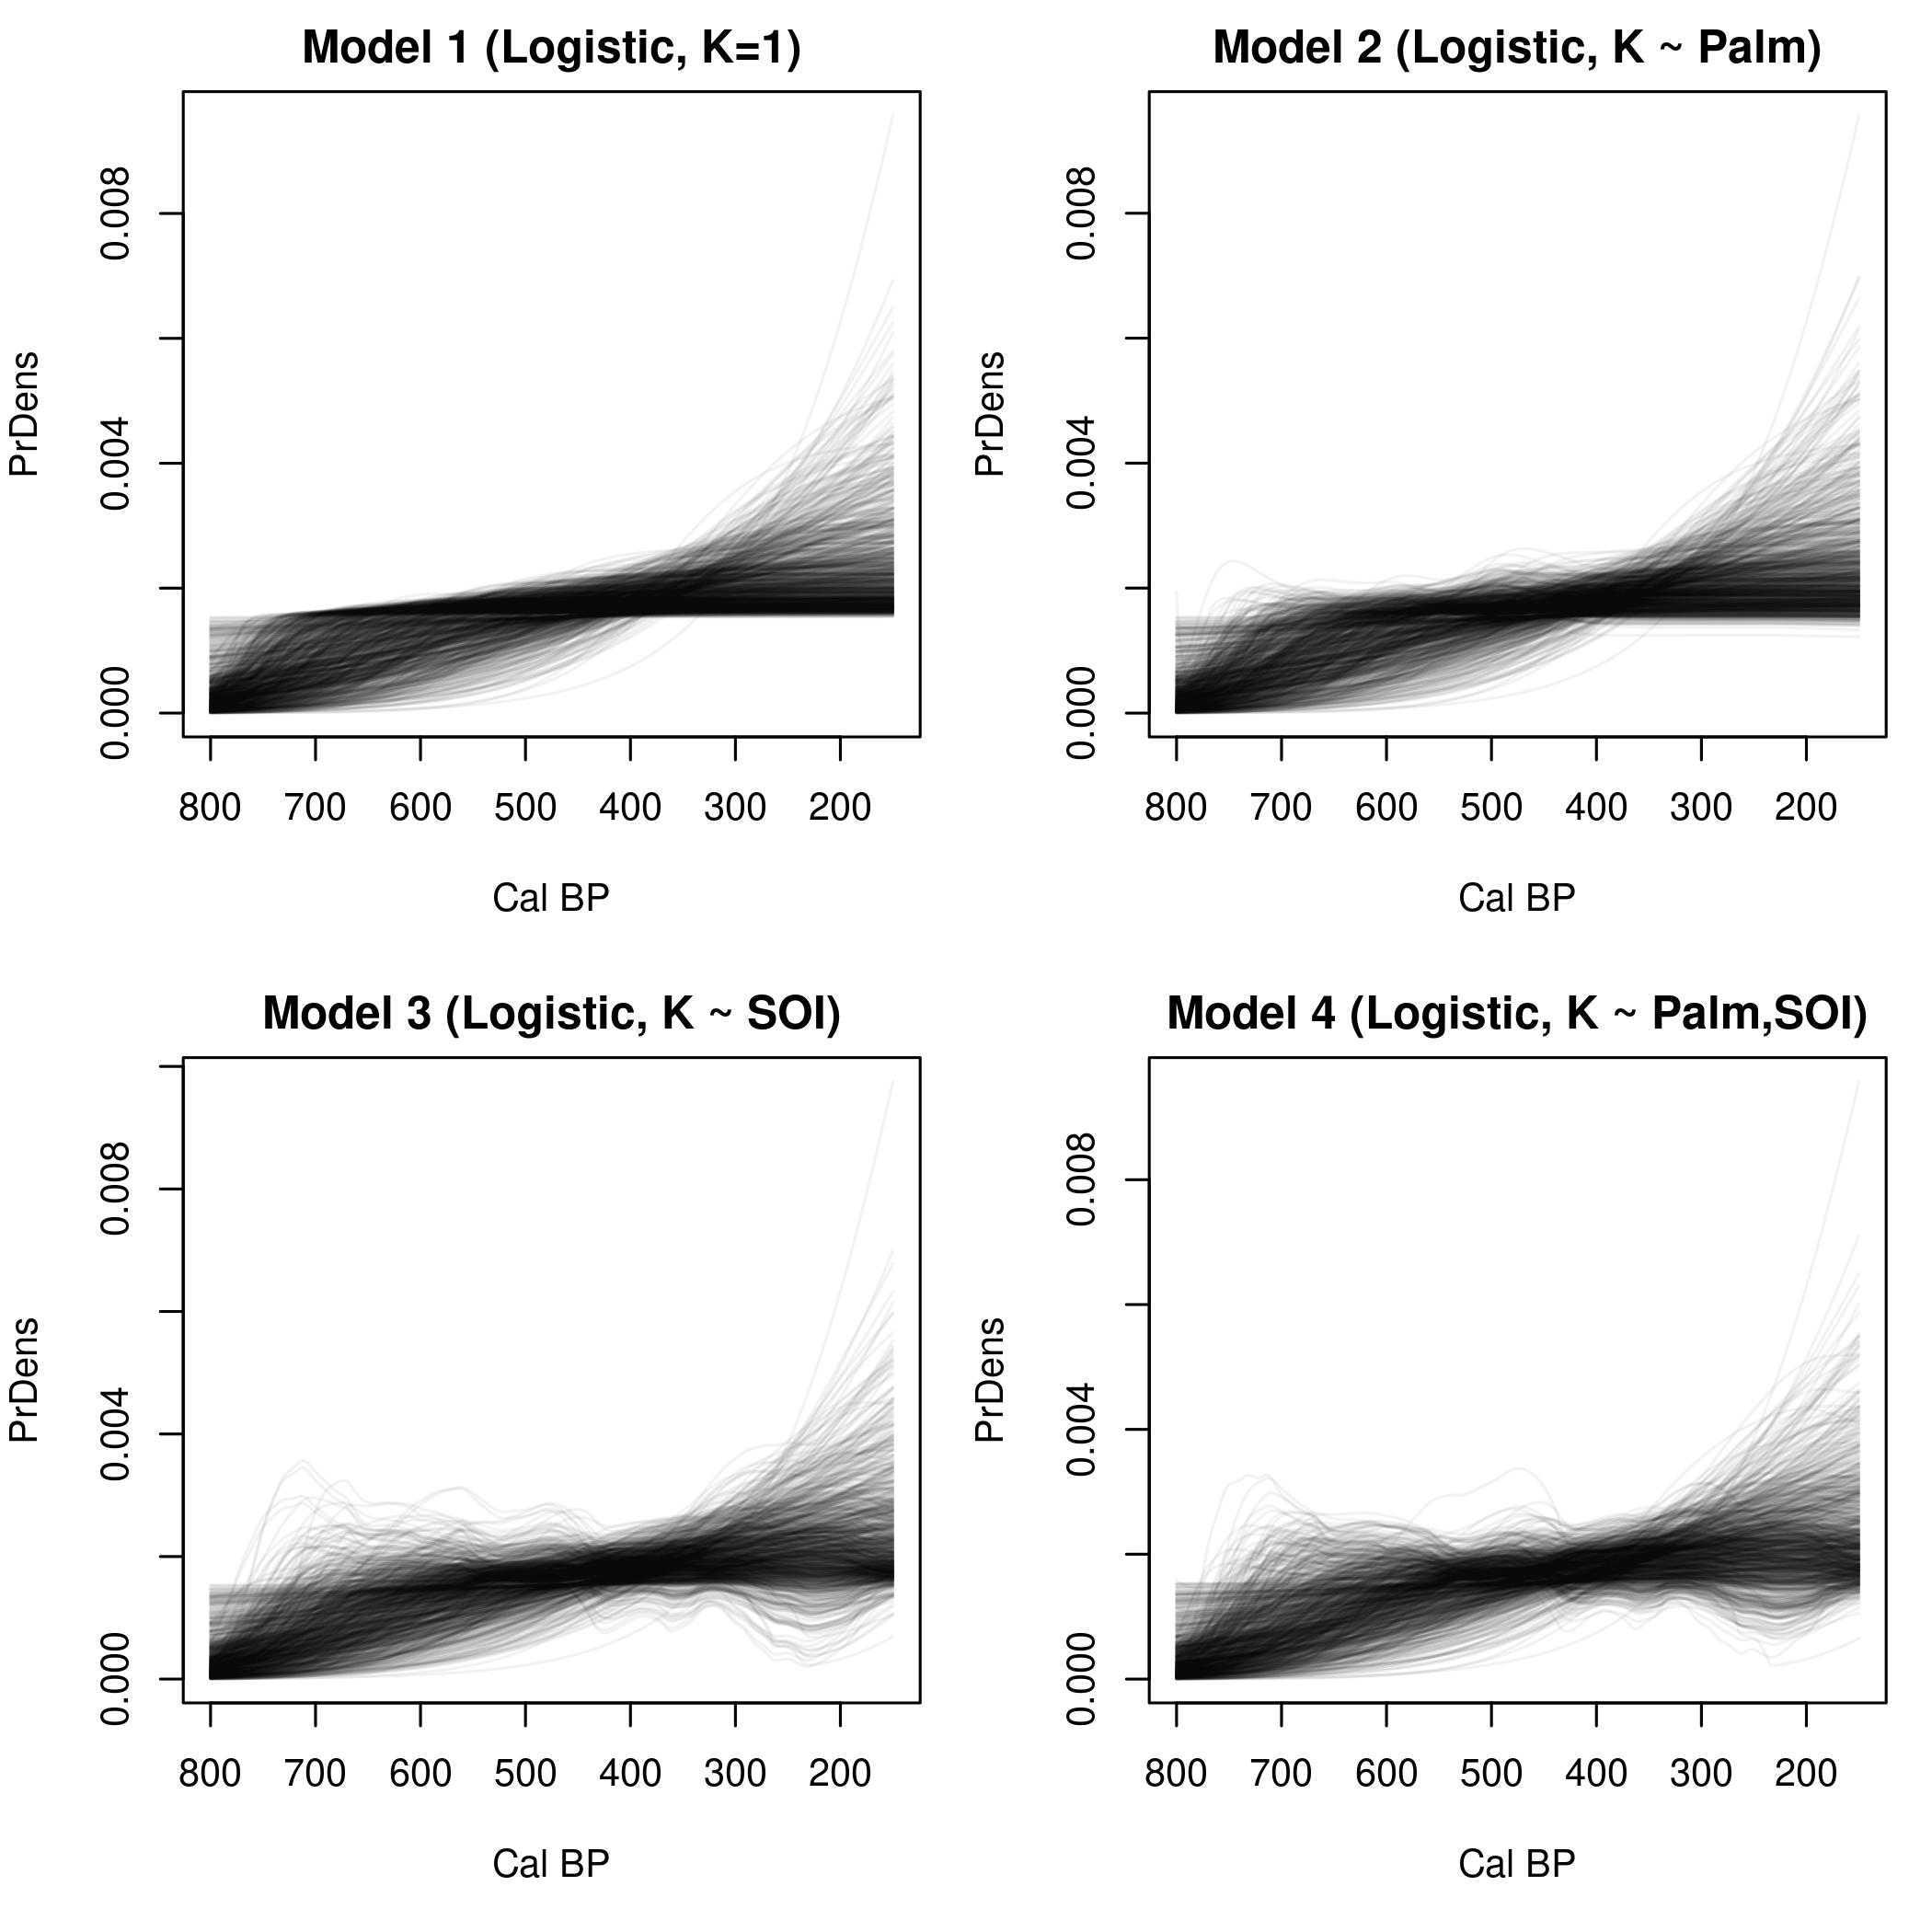 Model 1 (Logistic, K=1)
PrDens
0.000
0.004
0.008
800 700 600 500 400 300 200
Cal BP
Model 2 (Logistic, K ~ Palm)
PrDens
0.000
0.004
0.008
800 700 600 500 400 300 200
Cal BP
Model 3 (Logistic, K ~ SOI)
PrDens
0.000
0.004
0.008
800 700 600 500 400 300 200
Cal BP
Model 4 (Logistic, K ~ Palm,SOI)
PrDens
0.000
0.004
0.008
800 700 600 500 400 300 200
Cal BP